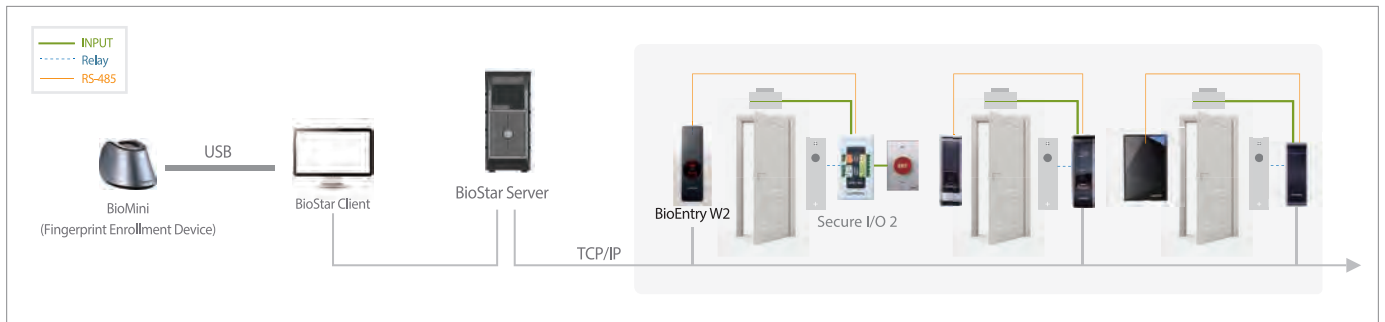 INPUT
Relay
RS-485
USB
BioMini
(Fingerprint Enrollment Device)
BioStar Client
BioStar Server
TCP/IP
BioEntry W2
Secure I/O 2
EXIT